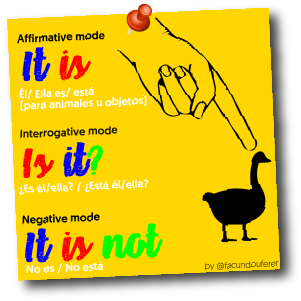 Affirmative mode
It is
Él/ Ella es/ está
(para animales u objetos)
Interrogative mode
Is it?
¿Es él/ella? / ¿Está él/ella?
Negative mode
It is not
No es / No está
by @facundouferer